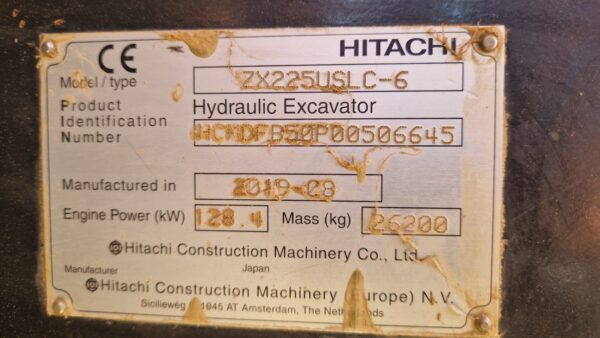 CE
HITACHI
Model / type ZX225USLC-6
Product Hydraulic Excavator
Identification
Number HCMDFB50P00506645
Manufactured in 2019-08
Engine Power (kW) 128.4 Mass (kg) 26200
Hitachi Construction Machinery Co., Ltd.
Manufacturer Japan
Hitachi Construction Machinery (Europe) N.V.
Sicilieweg 1045 AT Amsterdam, The Netherlands